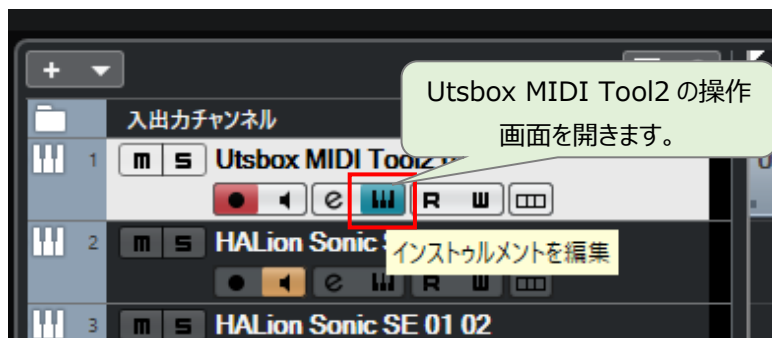 Utsbox MIDI Tool2 の操作
画面を開きます。
入出力チャンネル
1 m S Utsbox MIDI Tool2
e R W
インストゥルメントを編集
2 m S HALion Sonic
e R W
3 m S HALion Sonic SE 01 02